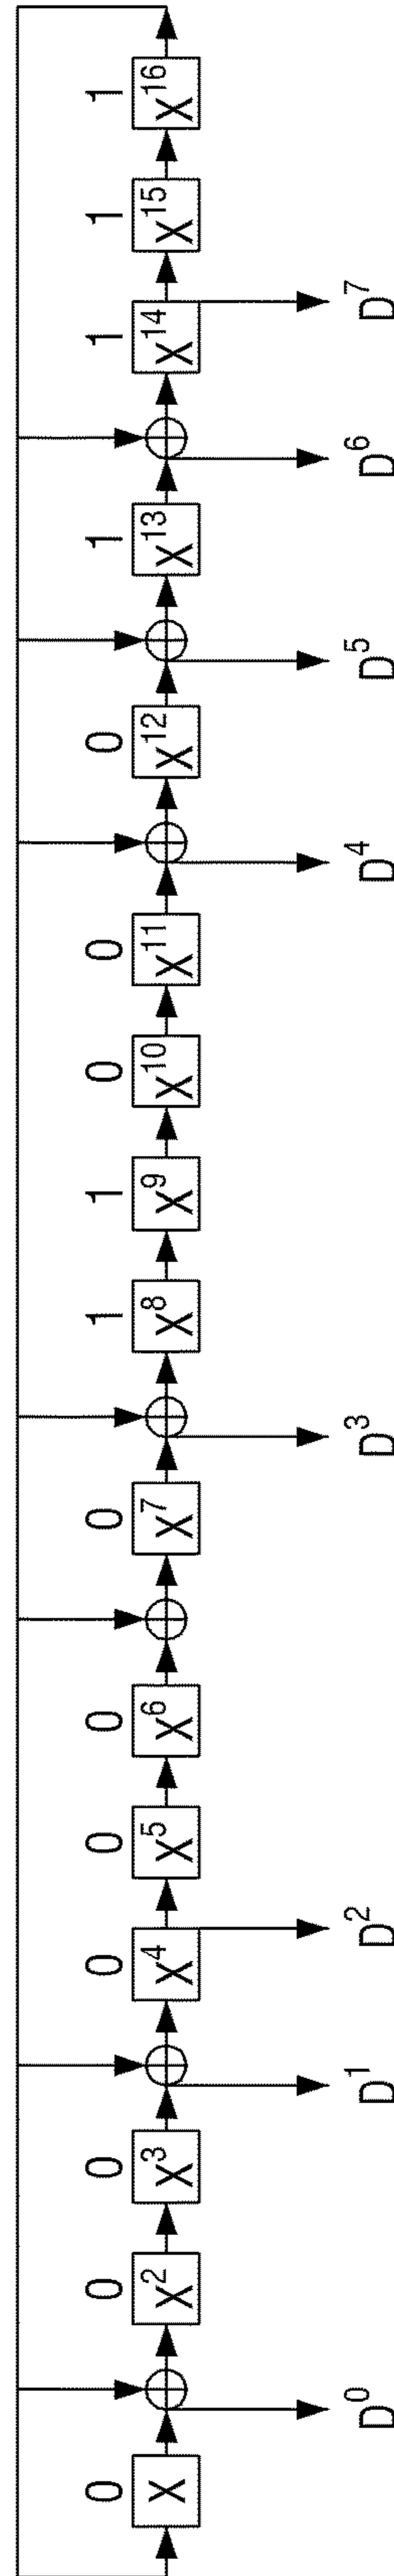 0 0 0 0 0 0 0 1 1 0 0 0 1 1 1 1
X X² X³ X⁴ X⁵ X⁶ X⁷ X⁸ X⁹ X¹⁰ X¹¹ X¹² X¹³ X¹⁴ X¹⁵ X¹⁶
D⁰ D¹ D² D³ D⁴ D⁵ D⁶ D⁷